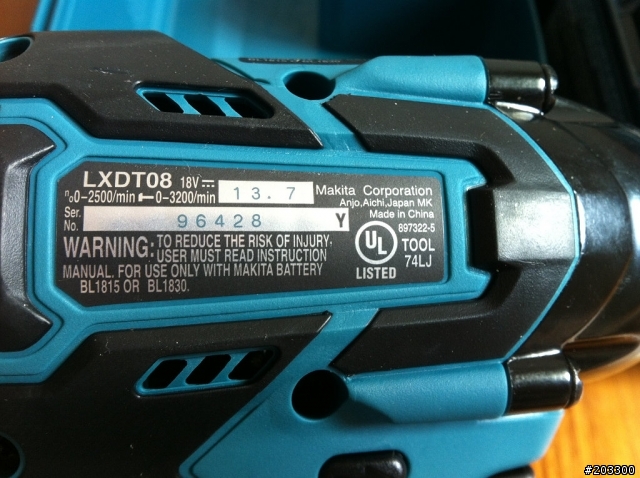 LXDT08 18V⎓ 13.7 Makita Corporation
n₀0-2500/min 0-3200/min Anjo,Aichi,Japan MK
Made in China
Ser.
No. 96428 Y 897322-5
WARNING: TO REDUCE THE RISK OF INJURY,
USER MUST READ INSTRUCTION
MANUAL. FOR USE ONLY WITH MAKITA BATTERY
BL1815 OR BL1830.
UL
LISTED
TOOL
74LJ
#203300